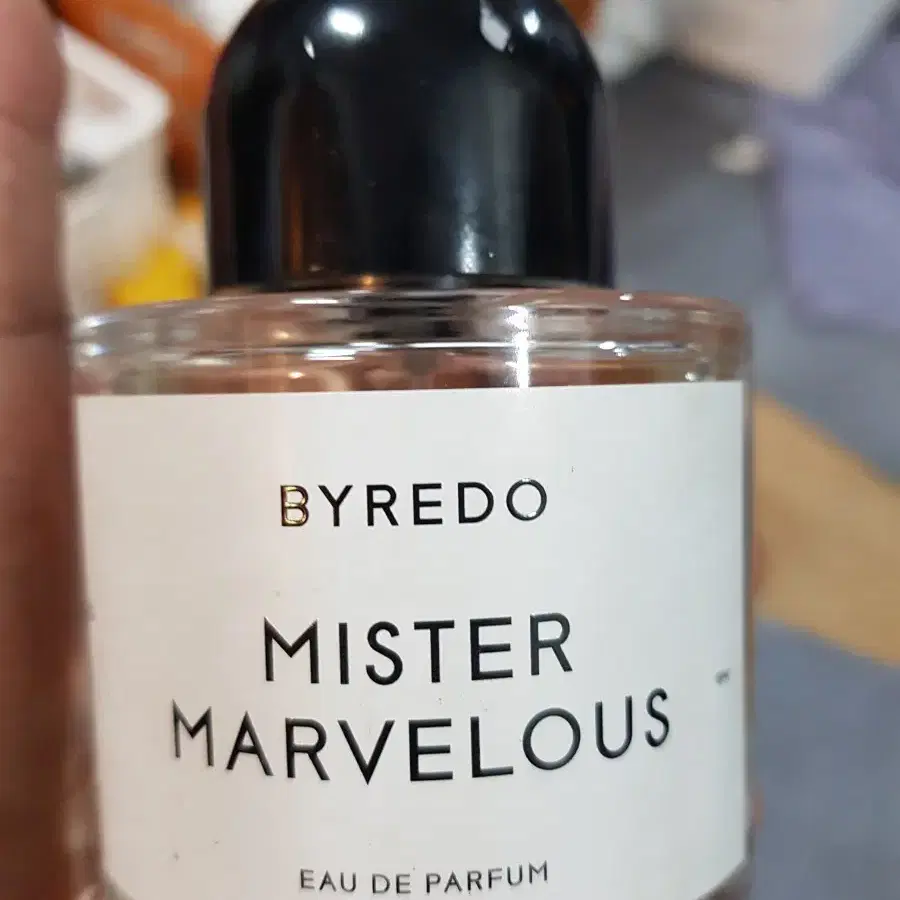 BYREDO
MISTER
MARVELOUS
EAU DE PARFUM